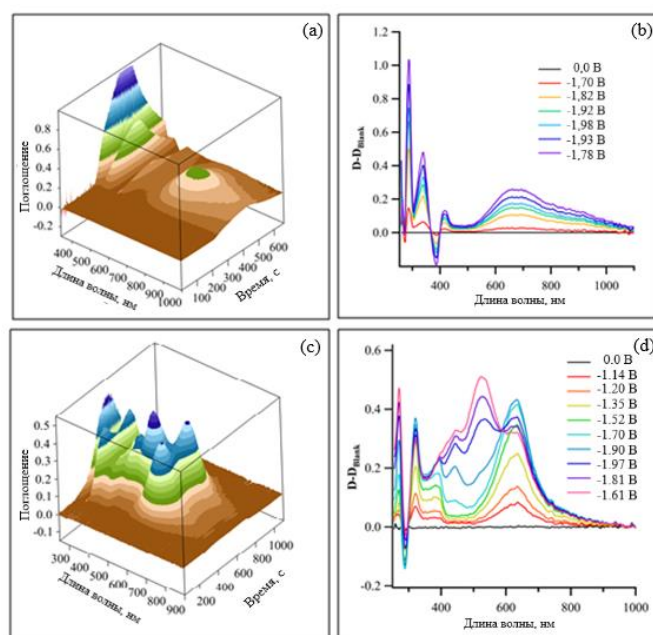 (a)
Поглощение
0.8
0.6
0.4
0.2
0.0
-0.2
400 500 600 700 800 900 1000
Длина волны, нм
100 200 300 400 500 600
Время, с
(b)
D-D_Blank
1.2
1.0
0.8
0.6
0.4
0.2
0.0
-0.2
0,0 В
-1,70 В
-1,82 В
-1,92 В
-1,98 В
-1,93 В
-1,78 В
400 600 800 1000
Длина волны, нм
(c)
Поглощение
0.5
0.4
0.3
0.2
0.1
0.0
-0.1
300 400 500 600 700 800 900
Длина волны, нм
200 400 600 800 1000
Время, с
(d)
D-D_Blank
0.6
0.4
0.2
0.0
-0.2
0.0 В
-1.14 В
-1.20 В
-1.35 В
-1.52 В
-1.70 В
-1.90 В
-1.97 В
-1.81 В
-1.61 В
400 600 800 1000
Длина волны, нм